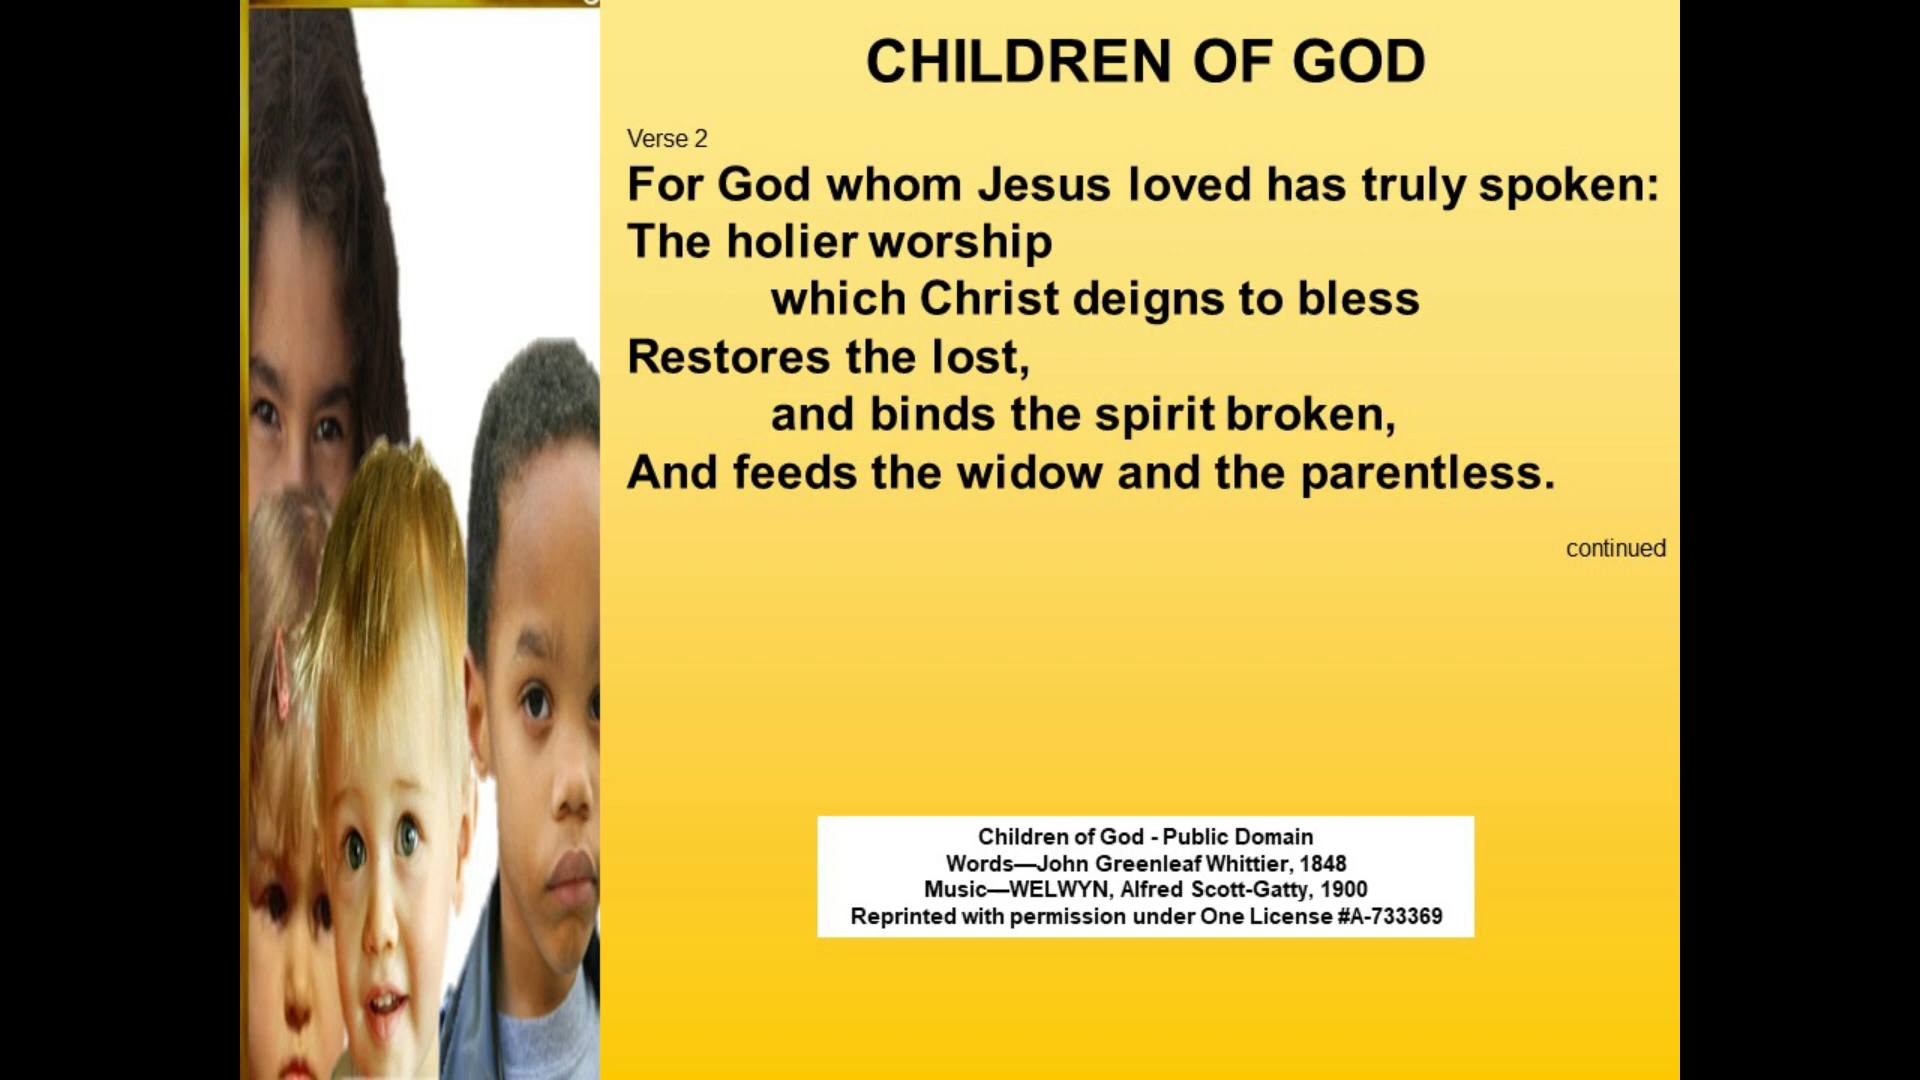 CHILDREN OF GOD
Verse 2
For God whom Jesus loved has truly spoken:
The holier worship
which Christ deigns to bless
Restores the lost,
and binds the spirit broken,
And feeds the widow and the parentless.
continued
Children of God - Public Domain
Words—John Greenleaf Whittier, 1848
Music—WELWYN, Alfred Scott-Gatty, 1900
Reprinted with permission under One License #A-733369